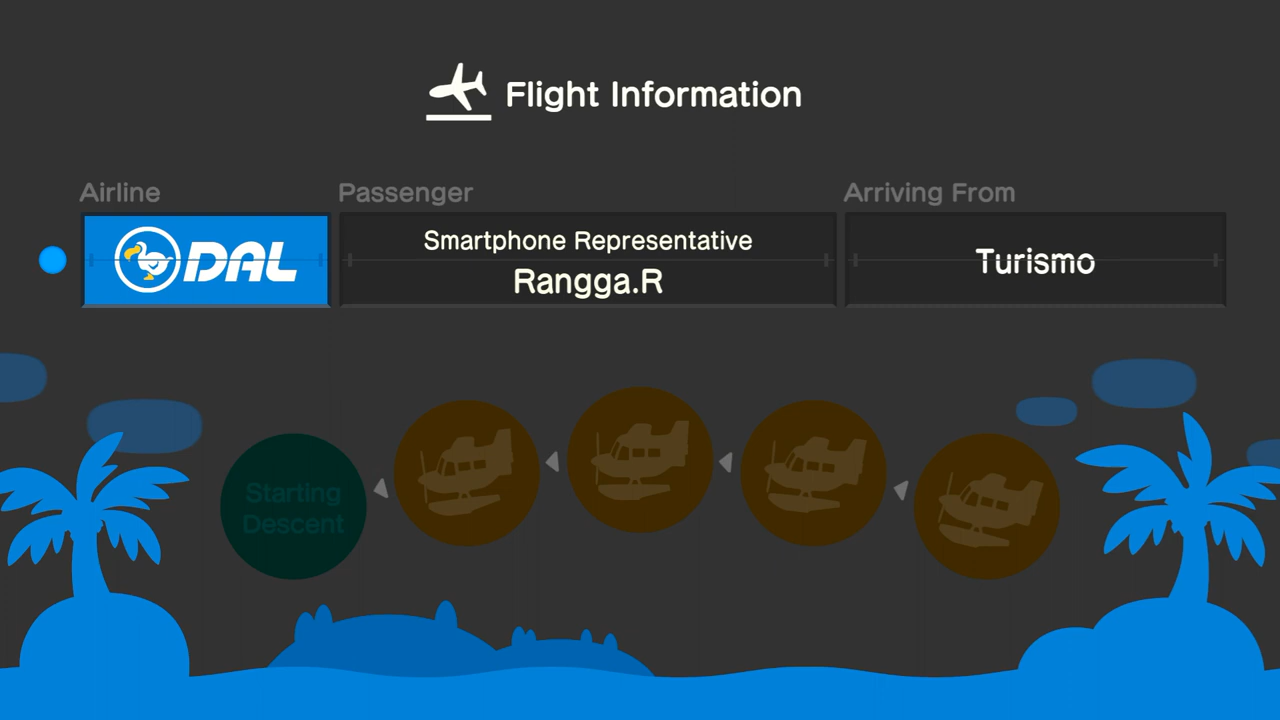 Flight Information
Airline
Passenger
Arriving From
DAL
Smartphone Representative
Rangga.R
Turismo
Starting
Descent